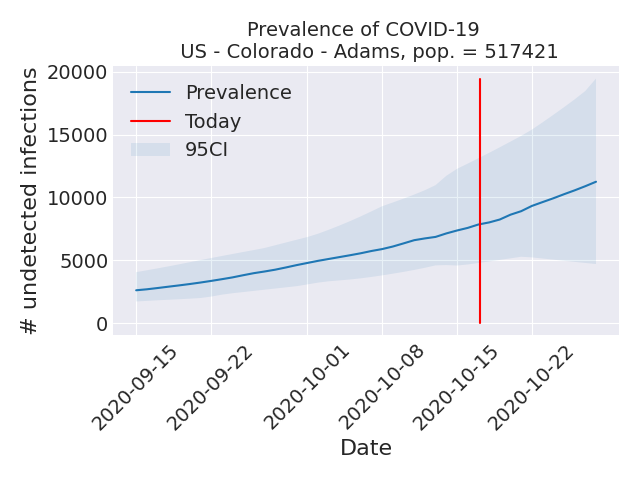 Prevalence of COVID-19
US - Colorado - Adams, pop. = 517421
# undetected infections
20000
15000
10000
5000
0
Prevalence
Today
95CI
2020-09-15
2020-09-22
2020-10-01
2020-10-08
2020-10-15
2020-10-22
Date